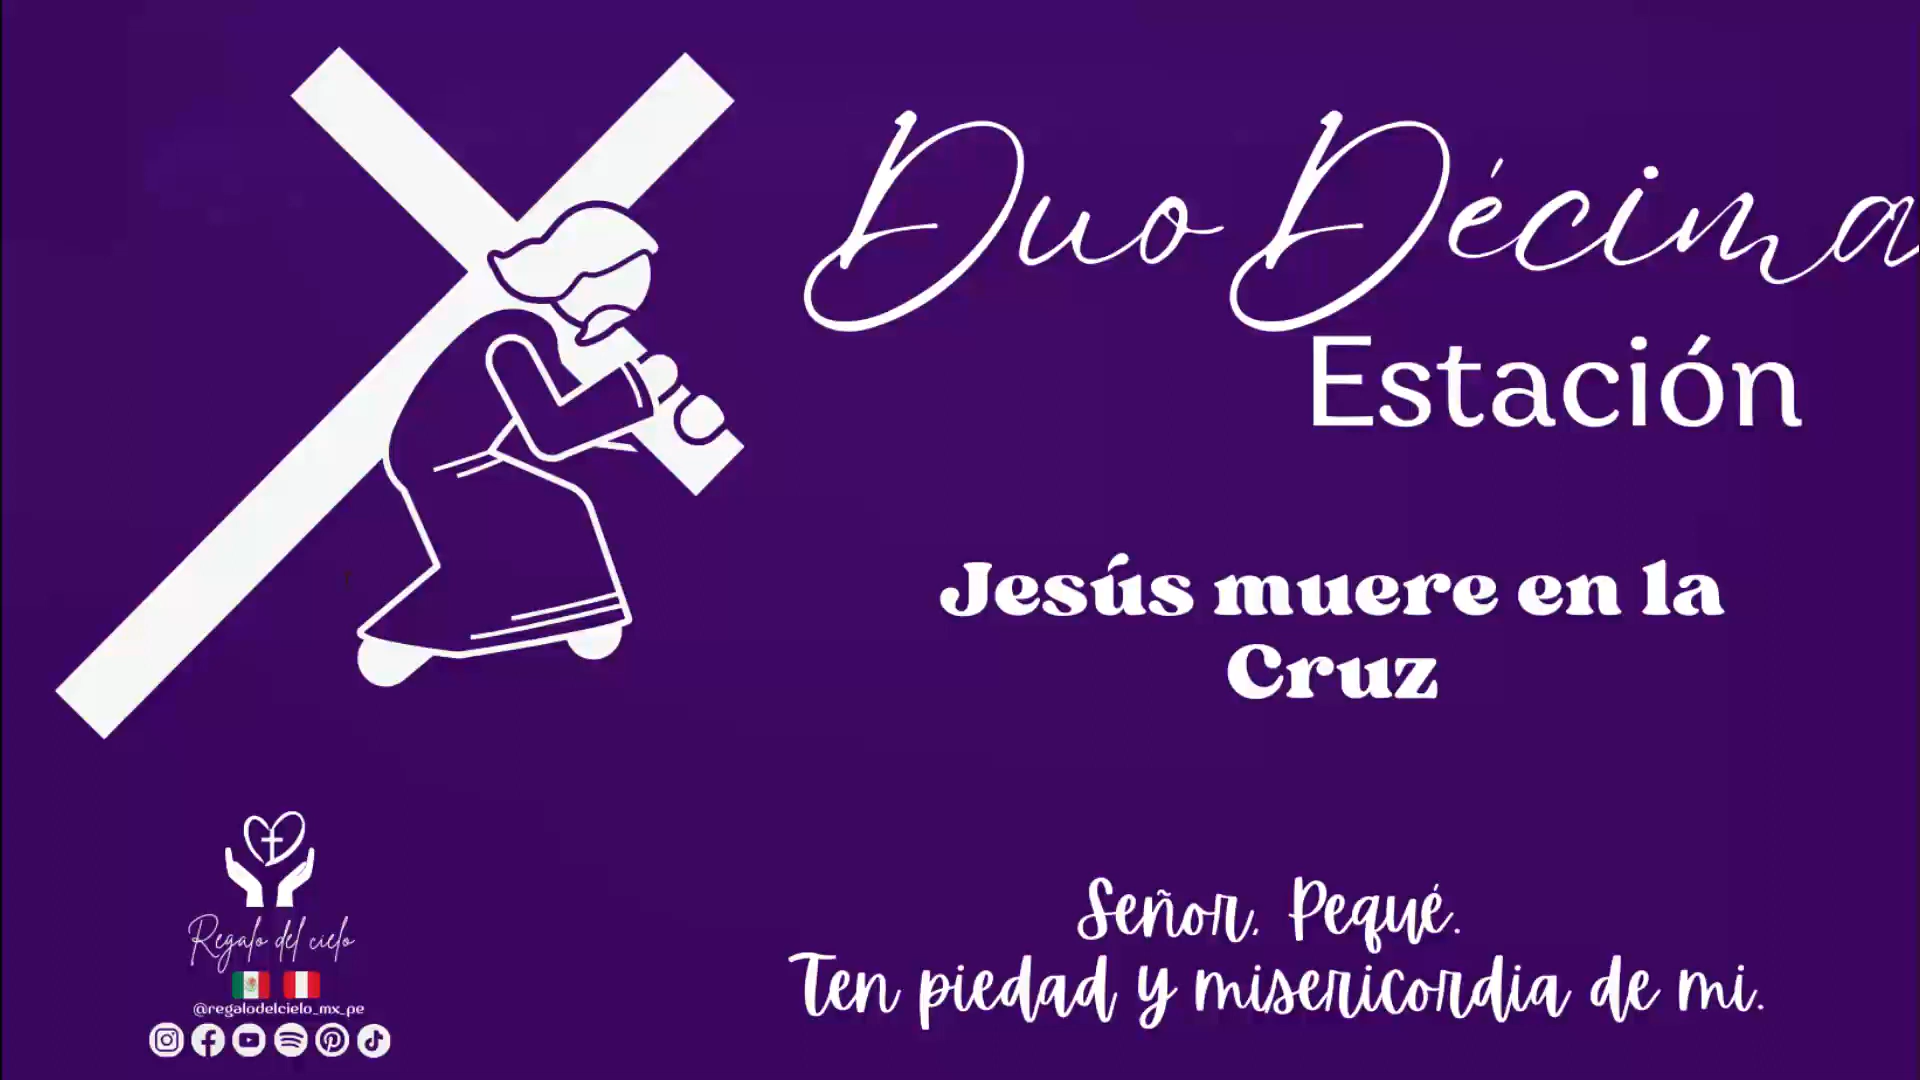 Duo Décima
Estación
Jesús muere en la
Cruz
Señor, Pequé.
Ten piedad y misericordia de mi.
Regalo del cielo
@regalodelcielo_mx_pe